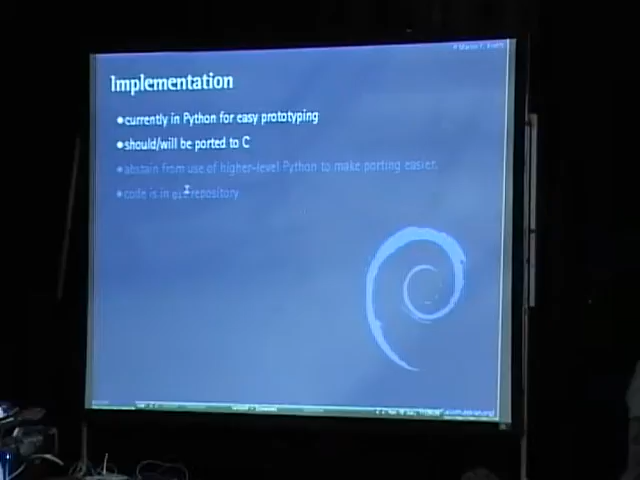 Implementation
•currently in Python for easy prototyping
•should/will be ported to C
•abstain from use of higher-level Python to make porting easier.
•code is in git repository